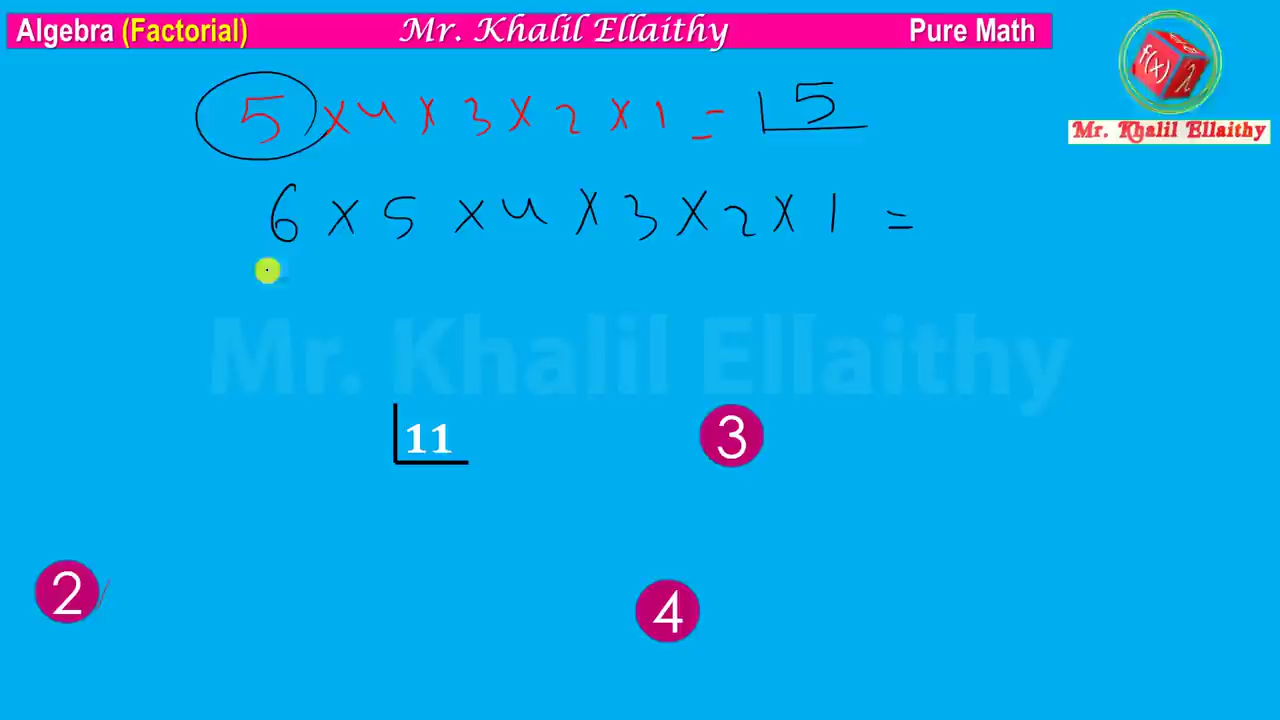 Algebra (Factorial) Mr. Khalil Ellaithy Pure Math
f(x) λ
Mr. Khalil Ellaithy
5 × 4 × 3 × 2 × 1 = |5
6 × 5 × 4 × 3 × 2 × 1 =
Mr. Khalil Ellaithy
11
3
2
4